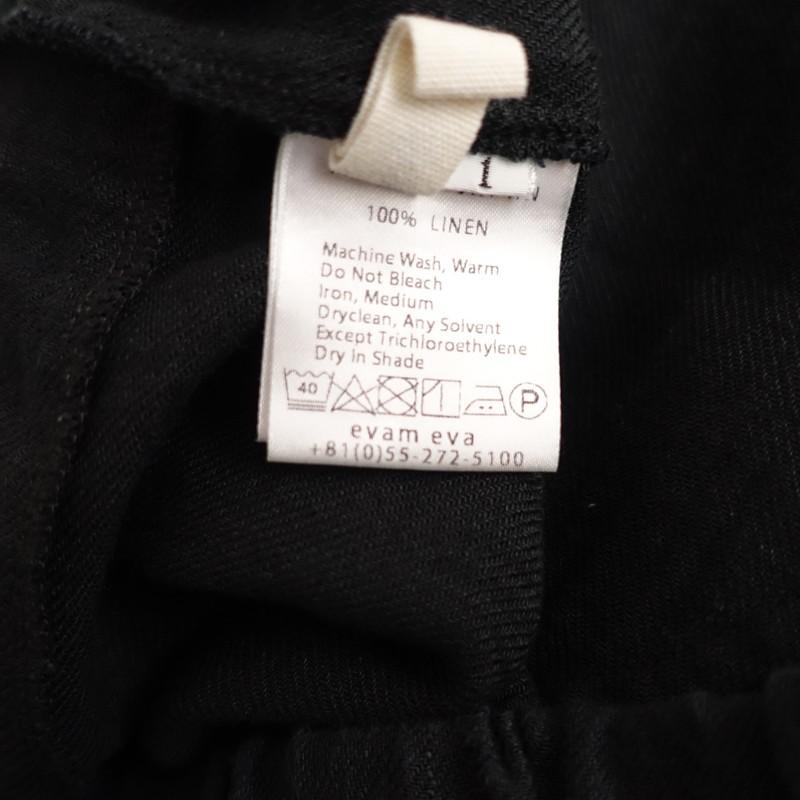 100% LINEN
Machine Wash, Warm
Do Not Bleach
Iron, Medium
Dryclean, Any Solvent
Except Trichloroethylene
Dry In Shade
40
P
evam eva
+81(0)55-272-5100